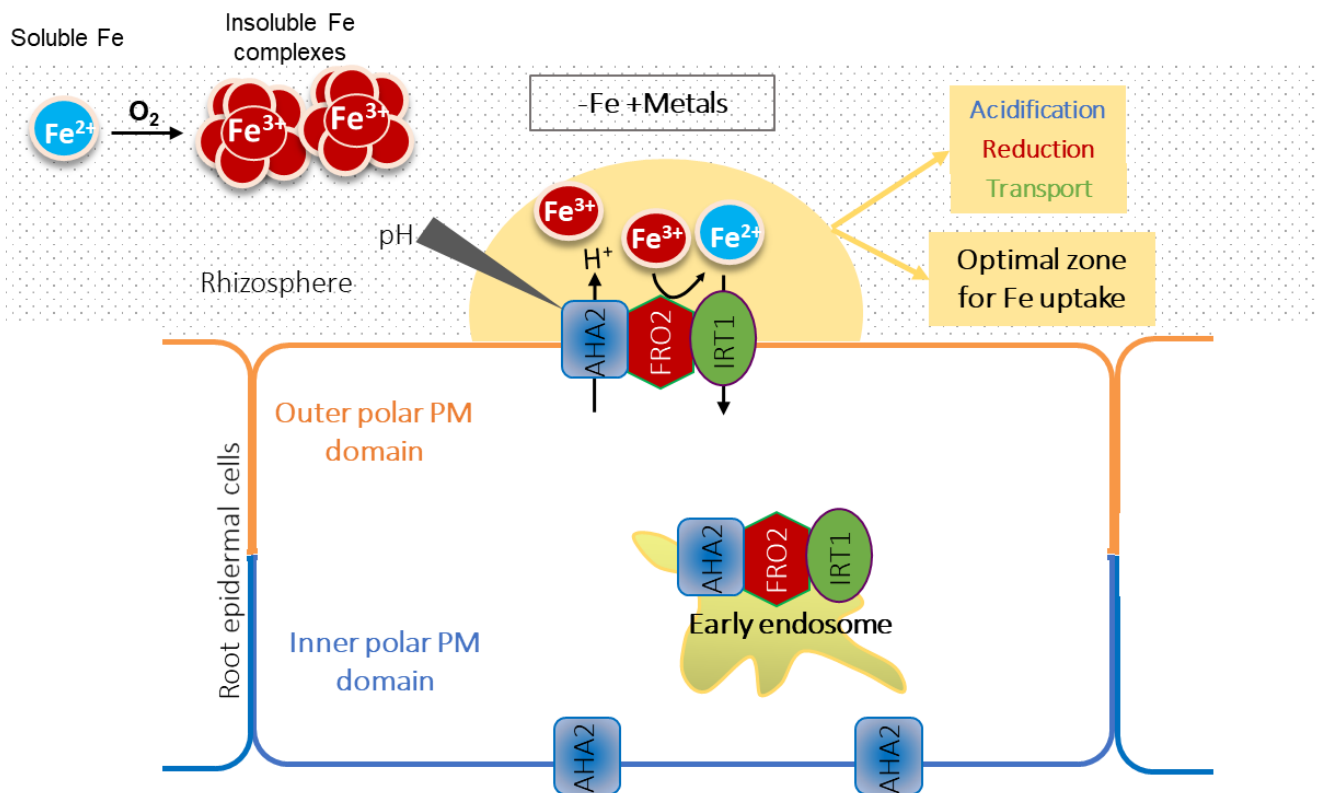 Soluble Fe
Insoluble Fe
complexes
Fe²⁺
O₂
Fe³⁺
Fe³⁺
-Fe +Metals
Acidification
Reduction
Transport
Optimal zone
for Fe uptake
Fe³⁺
Fe³⁺
Fe²⁺
pH
H⁺
Rhizosphere
AHA2
FRO2
IRT1
Outer polar PM
domain
Root epidermal cells
AHA2
FRO2
IRT1
Early endosome
Inner polar PM
domain
AHA2
AHA2